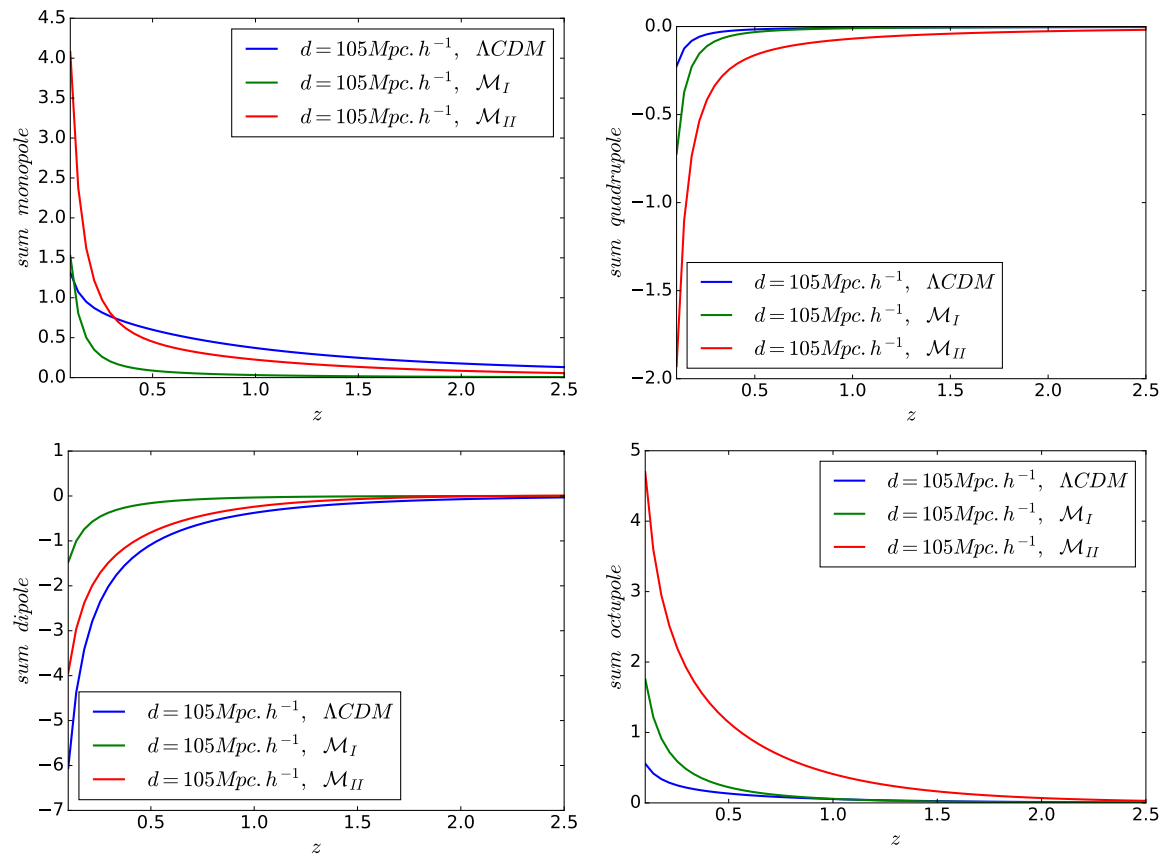 4.5
4.0
3.5
3.0
2.5
2.0
1.5
1.0
0.5
0.0
sum monopole
d = 105Mpc. h⁻¹, ΛCDM
d = 105Mpc. h⁻¹, ℳ_I
d = 105Mpc. h⁻¹, ℳ_II
0.5 1.0 1.5 2.0 2.5
z
0.0
−0.5
−1.0
−1.5
−2.0
sum quadrupole
d = 105Mpc. h⁻¹, ΛCDM
d = 105Mpc. h⁻¹, ℳ_I
d = 105Mpc. h⁻¹, ℳ_II
0.5 1.0 1.5 2.0 2.5
z
1
0
−1
−2
−3
−4
−5
−6
−7
sum dipole
d = 105Mpc. h⁻¹, ΛCDM
d = 105Mpc. h⁻¹, ℳ_I
d = 105Mpc. h⁻¹, ℳ_II
0.5 1.0 1.5 2.0 2.5
z
5
4
3
2
1
0
sum octupole
d = 105Mpc. h⁻¹, ΛCDM
d = 105Mpc. h⁻¹, ℳ_I
d = 105Mpc. h⁻¹, ℳ_II
0.5 1.0 1.5 2.0 2.5
z